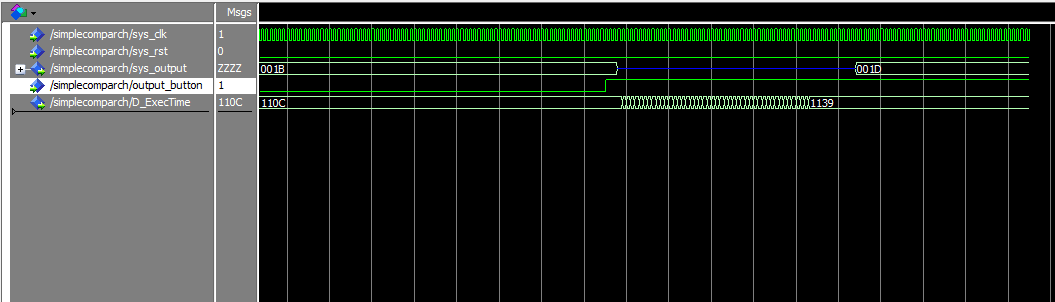 Msgs
/simplecomparch/sys_clk 1
/simplecomparch/sys_rst 0
/simplecomparch/sys_output ZZZZ 001B 001D
/simplecomparch/output_button 1
/simplecomparch/D_ExecTime 110C 110C 1139